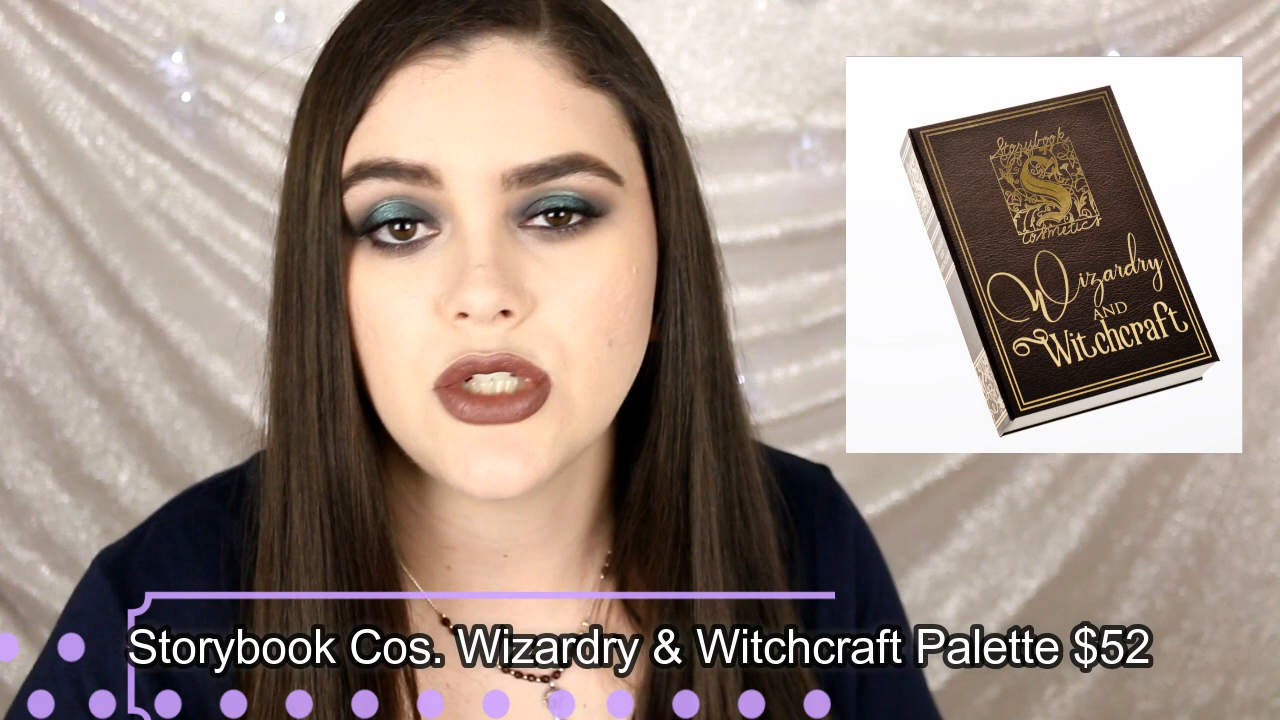 Storybook
S
Cosmetics
Wizardry
AND
Witchcraft
Storybook Cos. Wizardry & Witchcraft Palette $52